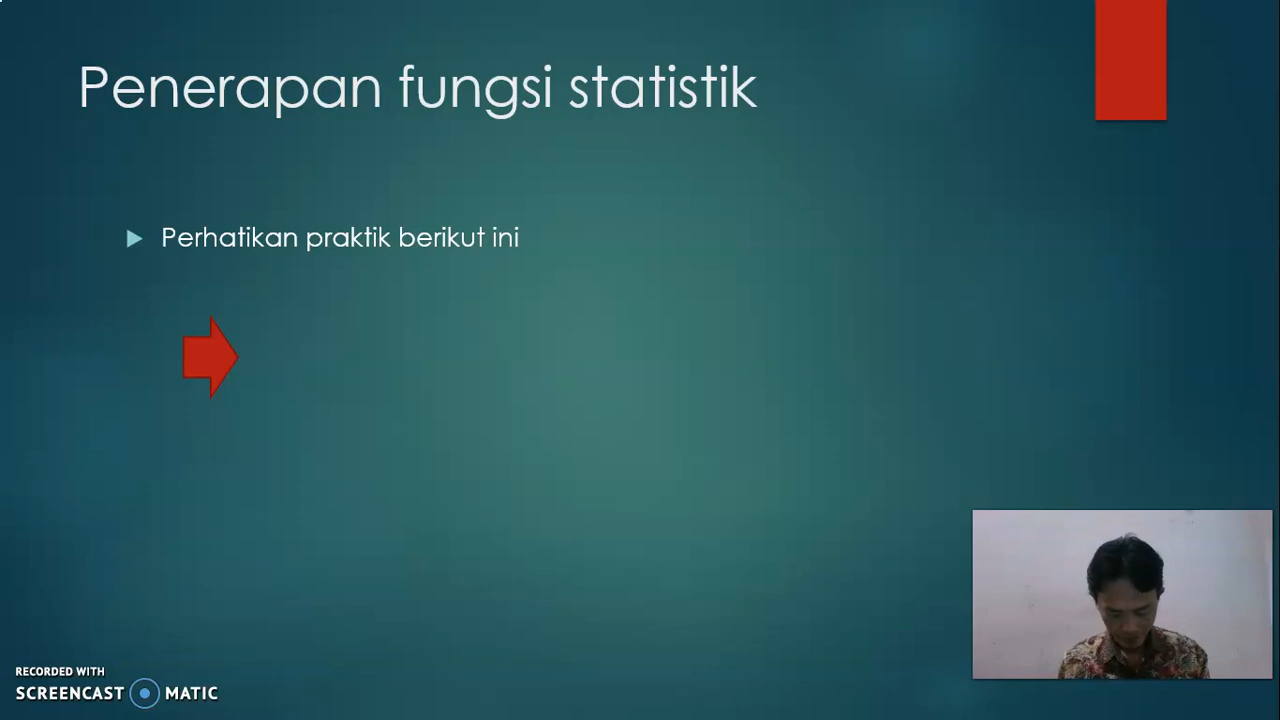 Penerapan fungsi statistik
Perhatikan praktik berikut ini
RECORDED WITH
SCREENCAST MATIC